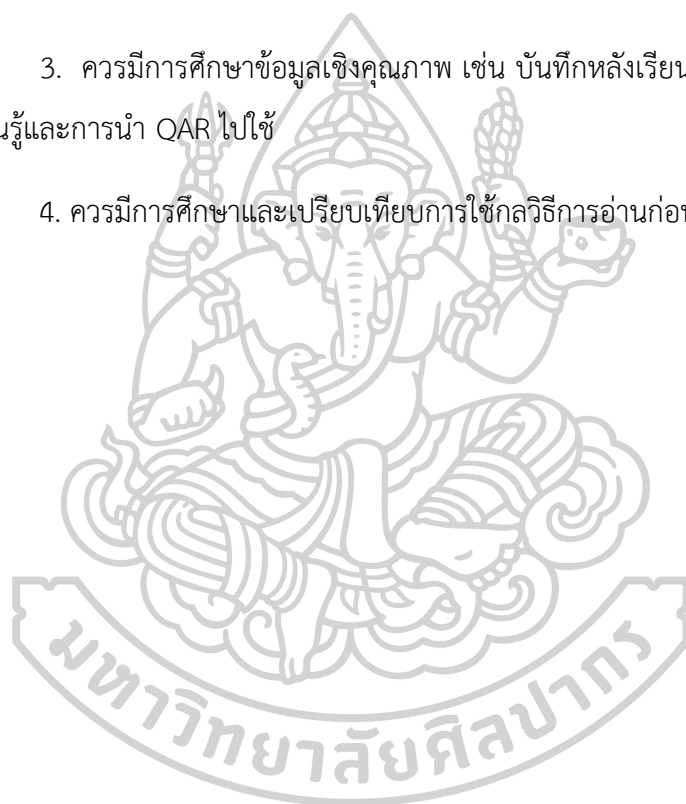 3. ควรมีการศึกษาข้อมูลเชิงคุณภาพ เช่น บันทึกหลังเรียน
นรู้และการนำ QAR ไปใช้
4. ควรมีการศึกษาและเปรียบเทียบการใช้กลวิธีการอ่านก่อน
มหาวิทยาลัยศิลปากร